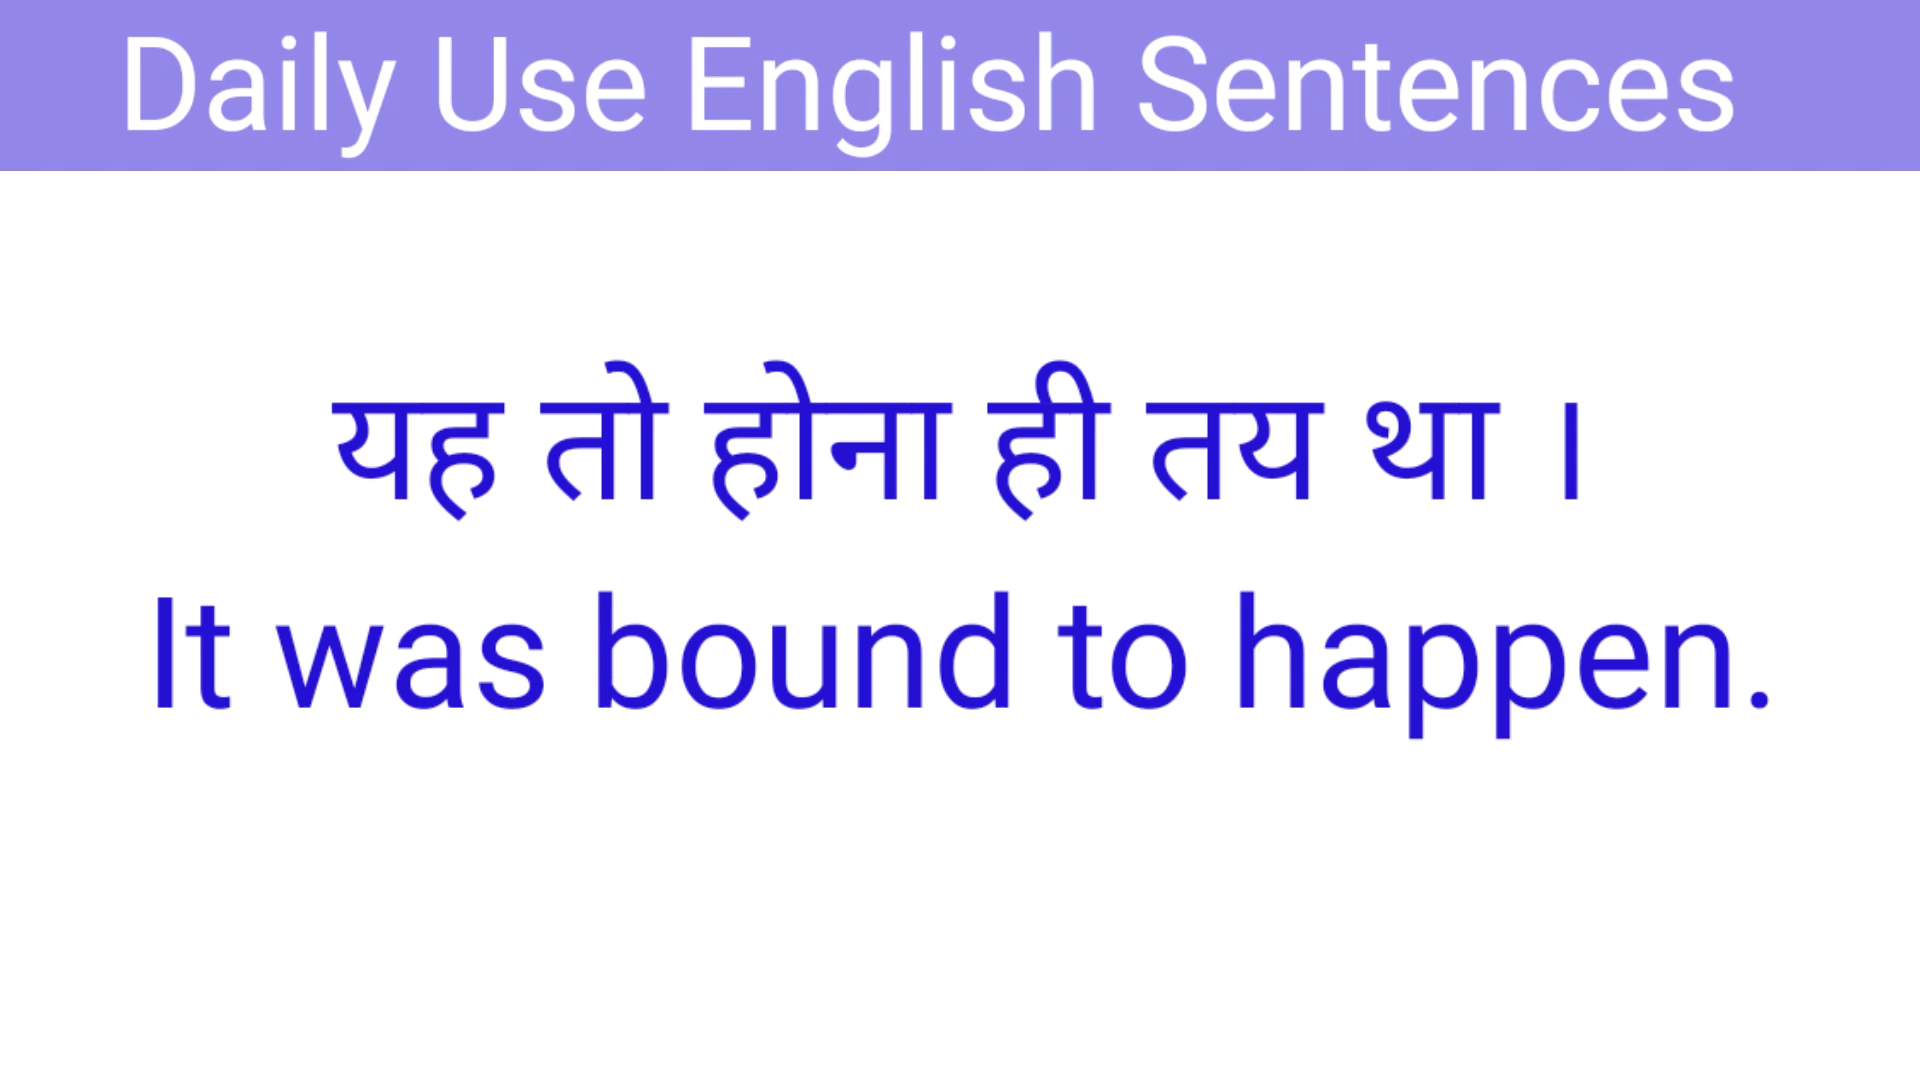 Daily Use English Sentences
यह तो होना ही तय था ।
It was bound to happen.